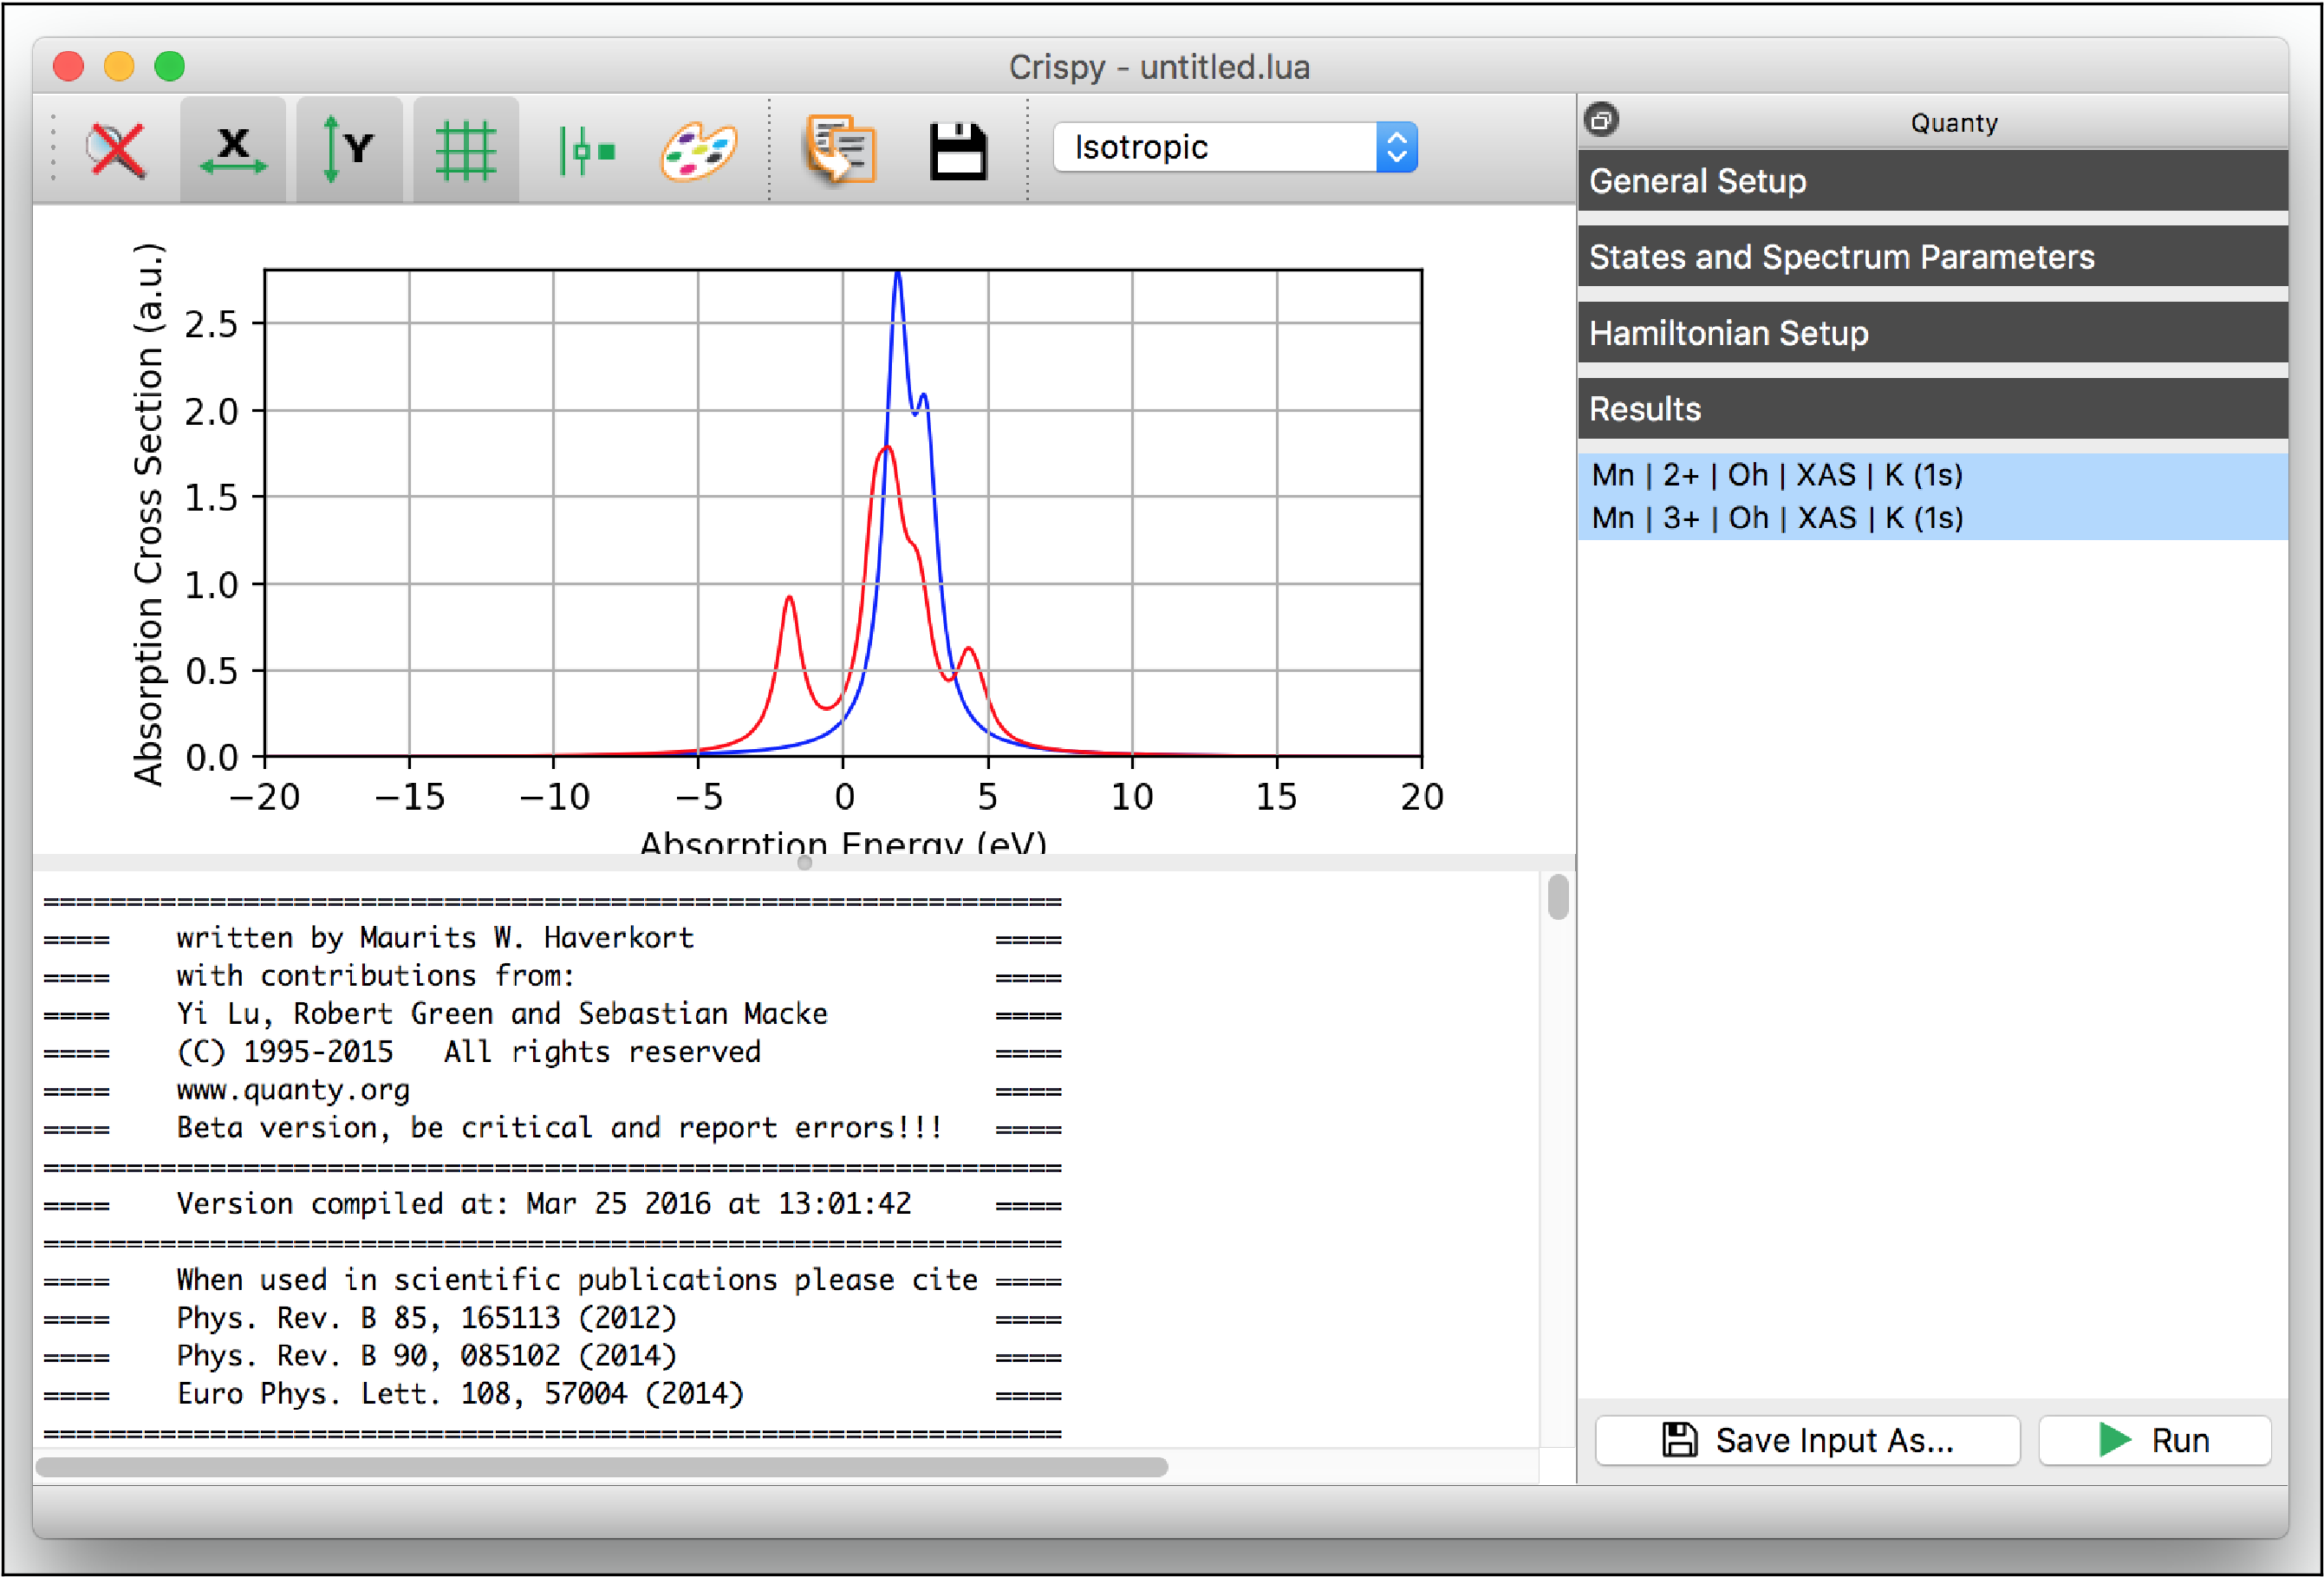 Crispy - untitled.lua
X
Y
Isotropic
Quanty
General Setup
States and Spectrum Parameters
Hamiltonian Setup
Results
Mn | 2+ | Oh | XAS | K (1s)
Mn | 3+ | Oh | XAS | K (1s)
Absorption Cross Section (a.u.)
2.5
2.0
1.5
1.0
0.5
0.0
−20 −15 −10 −5 0 5 10 15 20
Absorption Energy (eV)
=============================================================
==== written by Maurits W. Haverkort ====
==== with contributions from: ====
==== Yi Lu, Robert Green and Sebastian Macke ====
==== (C) 1995-2015 All rights reserved ====
==== www.quanty.org ====
==== Beta version, be critical and report errors!!! ====
=============================================================
==== Version compiled at: Mar 25 2016 at 13:01:42 ====
=============================================================
==== When used in scientific publications please cite ====
==== Phys. Rev. B 85, 165113 (2012) ====
==== Phys. Rev. B 90, 085102 (2014) ====
==== Euro Phys. Lett. 108, 57004 (2014) ====
=============================================================
Save Input As...
Run